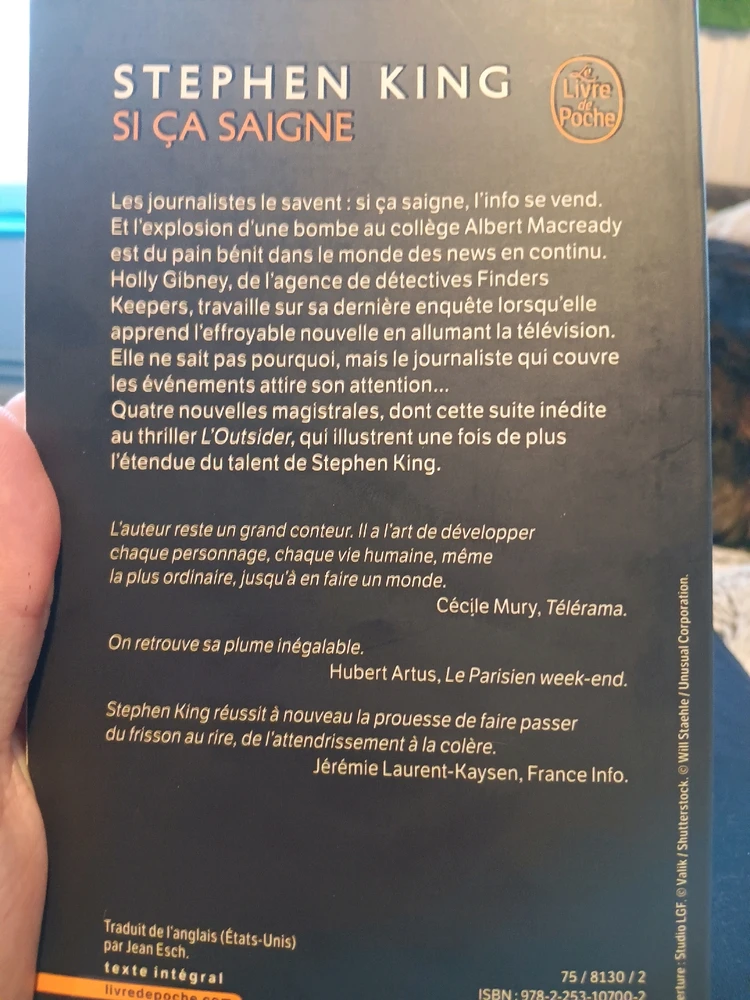 STEPHEN KING
SI ÇA SAIGNE
Le
Livre
de
Poche
Les journalistes le savent : si ça saigne, l'info se vend.
Et l'explosion d'une bombe au collège Albert Macready
est du pain bénit dans le monde des news en continu.
Holly Gibney, de l'agence de détectives Finders
Keepers, travaille sur sa dernière enquête lorsqu'elle
apprend l'effroyable nouvelle en allumant la télévision.
Elle ne sait pas pourquoi, mais le journaliste qui couvre
les événements attire son attention...
Quatre nouvelles magistrales, dont cette suite inédite
au thriller L'Outsider, qui illustrent une fois de plus
l'étendue du talent de Stephen King.
L'auteur reste un grand conteur. Il a l'art de développer
chaque personnage, chaque vie humaine, même
la plus ordinaire, jusqu'à en faire un monde.
Cécile Mury, Télérama.
On retrouve sa plume inégalable.
Hubert Artus, Le Parisien week-end.
Stephen King réussit à nouveau la prouesse de faire passer
du frisson au rire, de l'attendrissement à la colère.
Jérémie Laurent-Kaysen, France Info.
Traduit de l'anglais (États-Unis)
par Jean Esch.
texte intégral
livredepoche.com
75 / 8130 / 2
ISBN : 978-2-253-10700-2
erture : Studio LGF. © Valik / Shutterstock. © Will Staehle / Unusual Corporation.